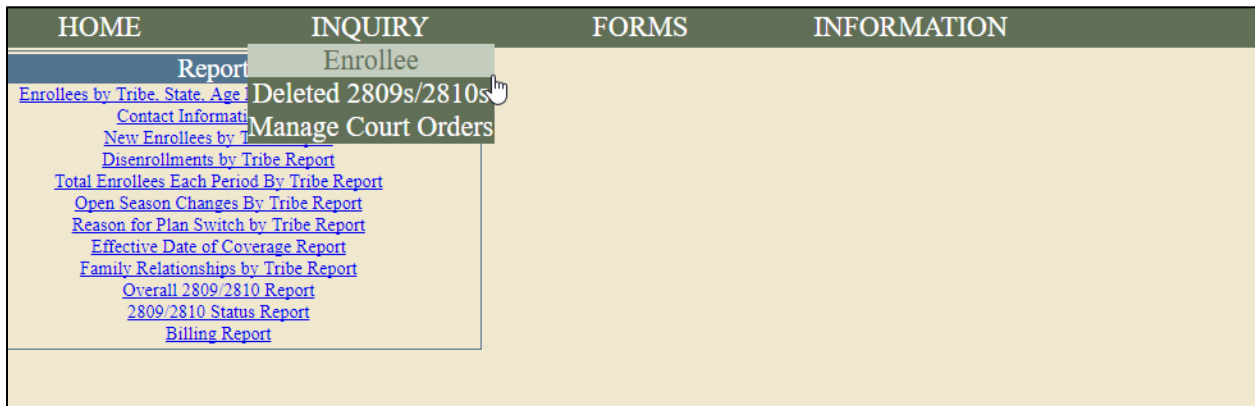 HOME INQUIRY FORMS INFORMATION
Enrollee
Deleted 2809s/2810s
Manage Court Orders
Report
Enrollees by Tribe, State, Age
Contact Informati
New Enrollees by T
Disenrollments by Tribe Report
Total Enrollees Each Period By Tribe Report
Open Season Changes By Tribe Report
Reason for Plan Switch by Tribe Report
Effective Date of Coverage Report
Family Relationships by Tribe Report
Overall 2809/2810 Report
2809/2810 Status Report
Billing Report